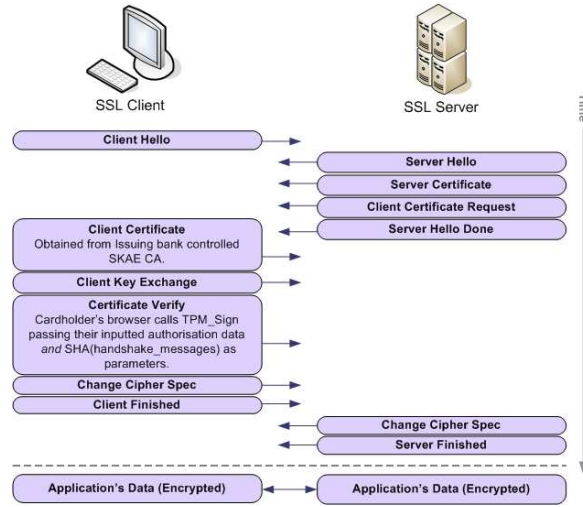 SSL Client
SSL Server
Time
Client Hello
Server Hello
Server Certificate
Client Certificate Request
Server Hello Done
Client Certificate
Obtained from Issuing bank controlled
SKAE CA.
Client Key Exchange
Certificate Verify
Cardholder's browser calls TPM_Sign
passing their inputted authorisation data
and SHA(handshake_messages) as
parameters.
Change Cipher Spec
Client Finished
Change Cipher Spec
Server Finished
Application's Data (Encrypted)
Application's Data (Encrypted)